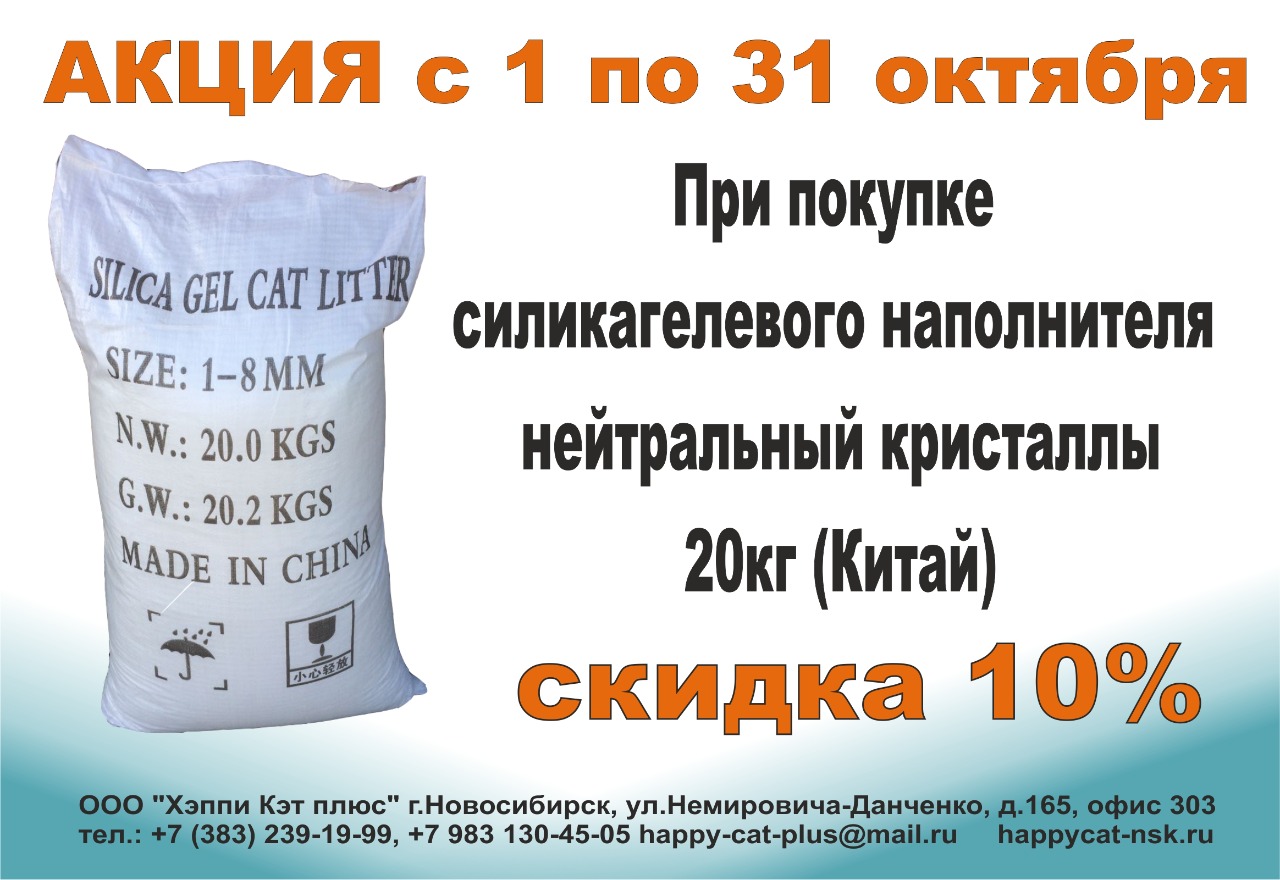 АКЦИЯ с 1 по 31 октября
При покупке
силикагелевого наполнителя
нейтральный кристаллы
20кг (Китай)
скидка 10%
SILICA GEL CAT LITTER
SIZE: 1-8 MM
N.W.: 20.0 KGS
G.W.: 20.2 KGS
MADE IN CHINA
小心轻放
ООО "Хэппи Кэт плюс" г.Новосибирск, ул.Немировича-Данченко, д.165, офис 303
тел.: +7 (383) 239-19-99, +7 983 130-45-05 happy-cat-plus@mail.ru happycat-nsk.ru